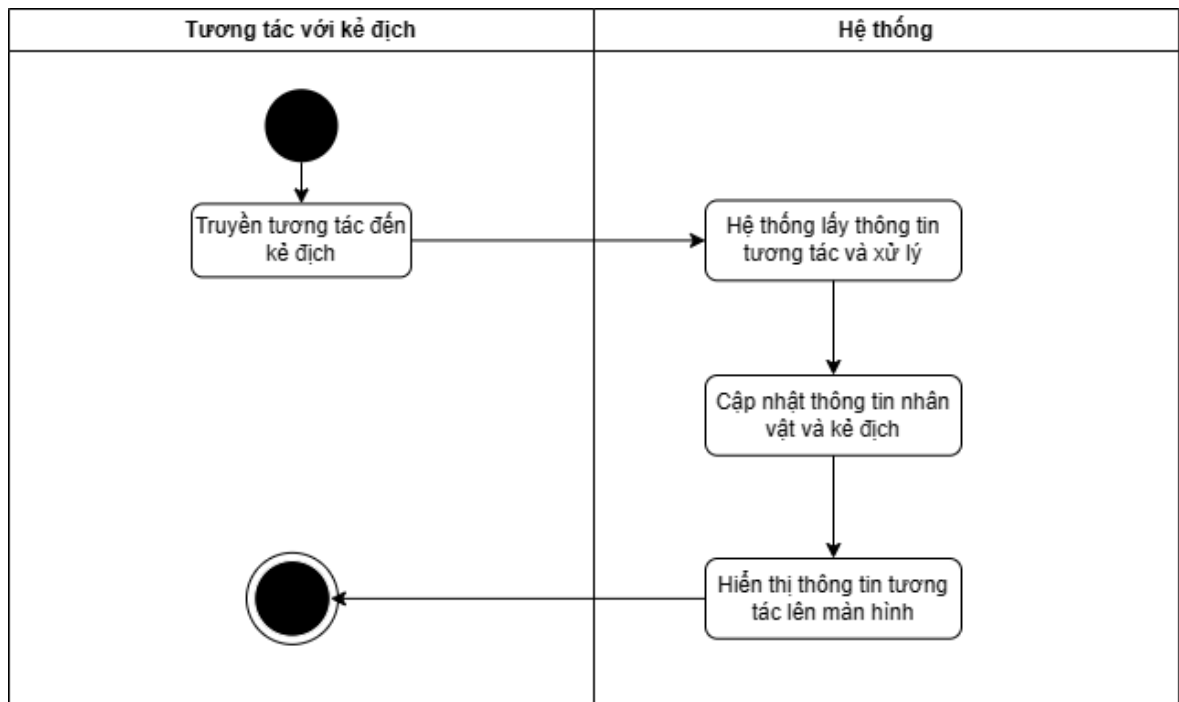 Tương tác với kẻ địch
Hệ thống
Truyền tương tác đến
kẻ địch
Hệ thống lấy thông tin
tương tác và xử lý
Cập nhật thông tin nhân
vật và kẻ địch
Hiển thị thông tin tương
tác lên màn hình